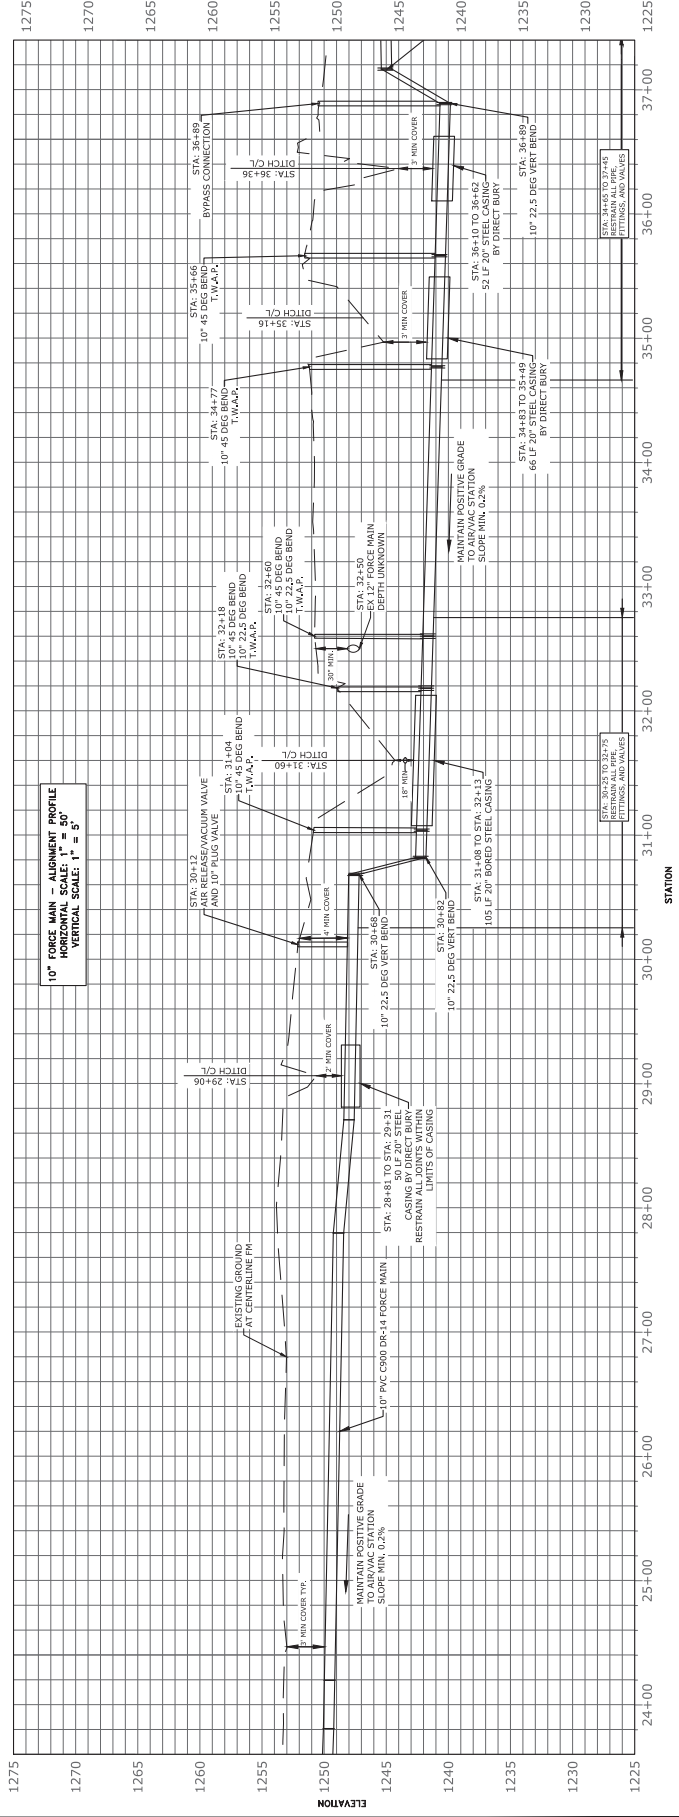 10" FORCE MAIN - ALIGNMENT PROFILE
HORIZONTAL SCALE: 1" = 50'
VERTICAL SCALE: 1" = 5'
ELEVATION
1275
1270
1265
1260
1255
1250
1245
1240
1235
1230
1225
3' MIN COVER TYP.
MAINTAIN POSITIVE GRADE
TO AIR/VAC STATION
SLOPE MIN. 0.2%
10" PVC C900 DR-14 FORCE MAIN
EXISTING GROUND
AT CENTERLINE FM
STA: 28+81 TO STA: 29+31
50 LF 20" STEEL
CASING BY DIRECT BURY
RESTRAIN ALL JOINTS WITHIN
LIMITS OF CASING
STA: 29+06
DITCH C/L
2' MIN COVER
STA: 30+12
AIR RELEASE/VACUUM VALVE
AND 10" PLUG VALVE
4' MIN COVER
STA: 30+68
10" 22.5 DEG VERT BEND
STA: 30+82
10" 22.5 DEG VERT BEND
STA: 31+04
10" 45 DEG BEND
T.W.A.P.
STA: 31+08 TO STA: 32+13
105 LF 20" BORED STEEL CASING
STA: 31+60
DITCH C/L
18" MIN
STA: 32+18
10" 45 DEG BEND
10" 22.5 DEG BEND
T.W.A.P.
30" MIN.
STA: 32+60
10" 45 DEG BEND
10" 22.5 DEG BEND
T.W.A.P.
STA: 32+50
EX 12" FORCE MAIN
DEPTH UNKNOWN
STA: 30+25 TO 32+75
RESTRAIN ALL PIPE,
FITTINGS, AND VALVES
MAINTAIN POSITIVE GRADE
TO AIR/VAC STATION
SLOPE MIN. 0.2%
STA: 34+77
10" 45 DEG BEND
T.W.A.P.
STA: 34+83 TO 35+49
66 LF 20" STEEL CASING
BY DIRECT BURY
STA: 35+16
DITCH C/L
3' MIN COVER
STA: 35+66
10" 45 DEG BEND
T.W.A.P.
STA: 36+10 TO 36+62
52 LF 20" STEEL CASING
BY DIRECT BURY
STA: 36+36
DITCH C/L
3' MIN COVER
STA: 36+89
BYPASS CONNECTION
STA: 36+89
10" 22.5 DEG VERT BEND
STA: 34+65 TO 37+45
RESTRAIN ALL PIPE,
FITTINGS, AND VALVES
1275
1270
1265
1260
1255
1250
1245
1240
1235
1230
1225
24+00
25+00
26+00
27+00
28+00
29+00
30+00
31+00
32+00
33+00
34+00
35+00
36+00
37+00
STATION